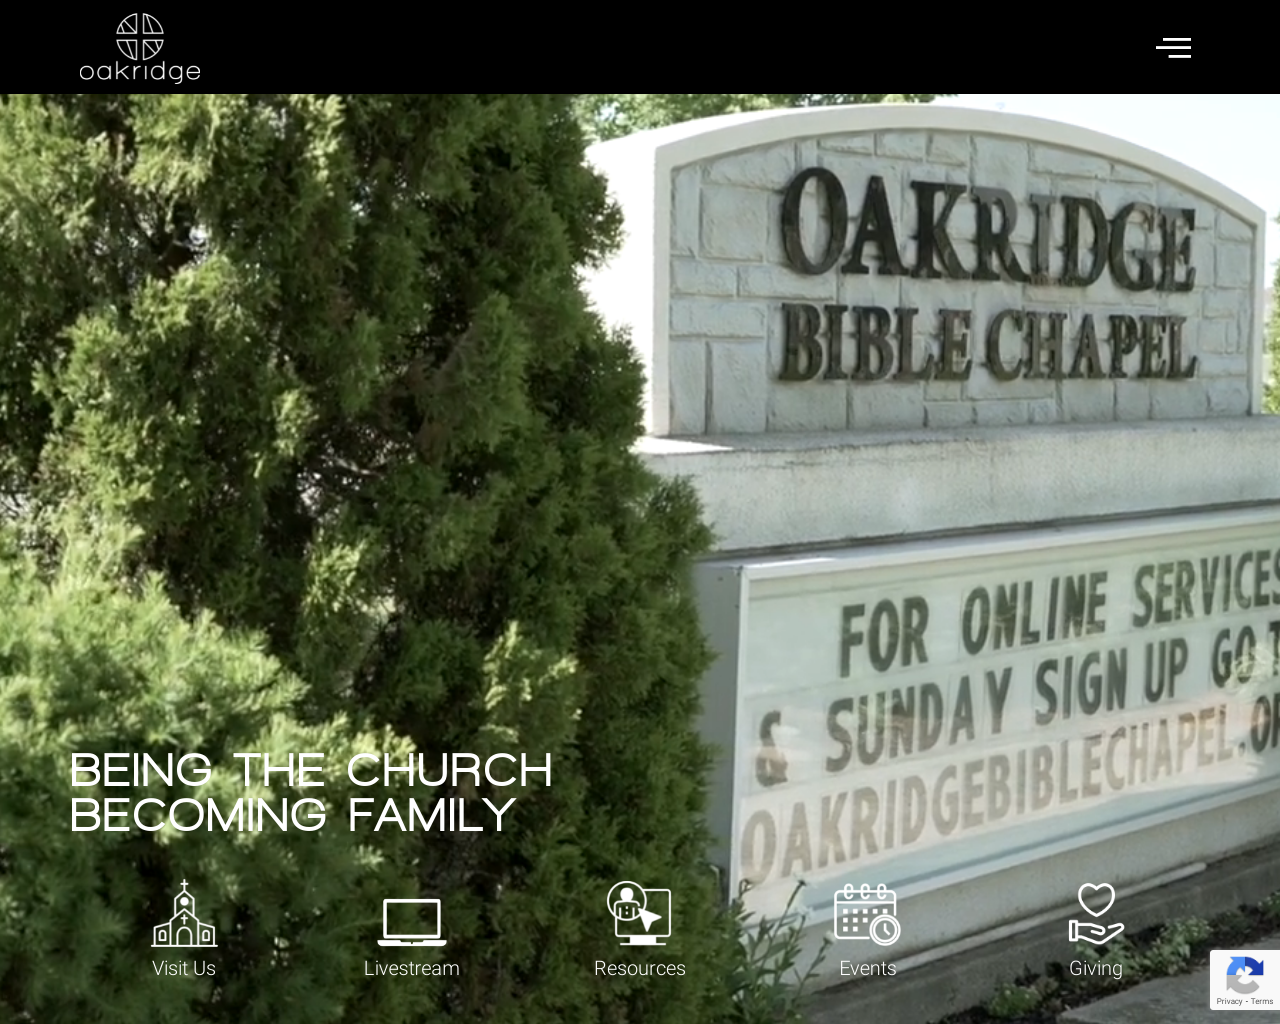 oakridge
OAKRIDGE
BIBLE CHAPEL
FOR ONLINE SERVICES
& SUNDAY SIGN UP GO T
OAKRIDGEBIBLECHAPEL.OR
BEING THE CHURCH
BECOMING FAMILY
Visit Us
Livestream
Resources
Events
Giving
Privacy - Terms